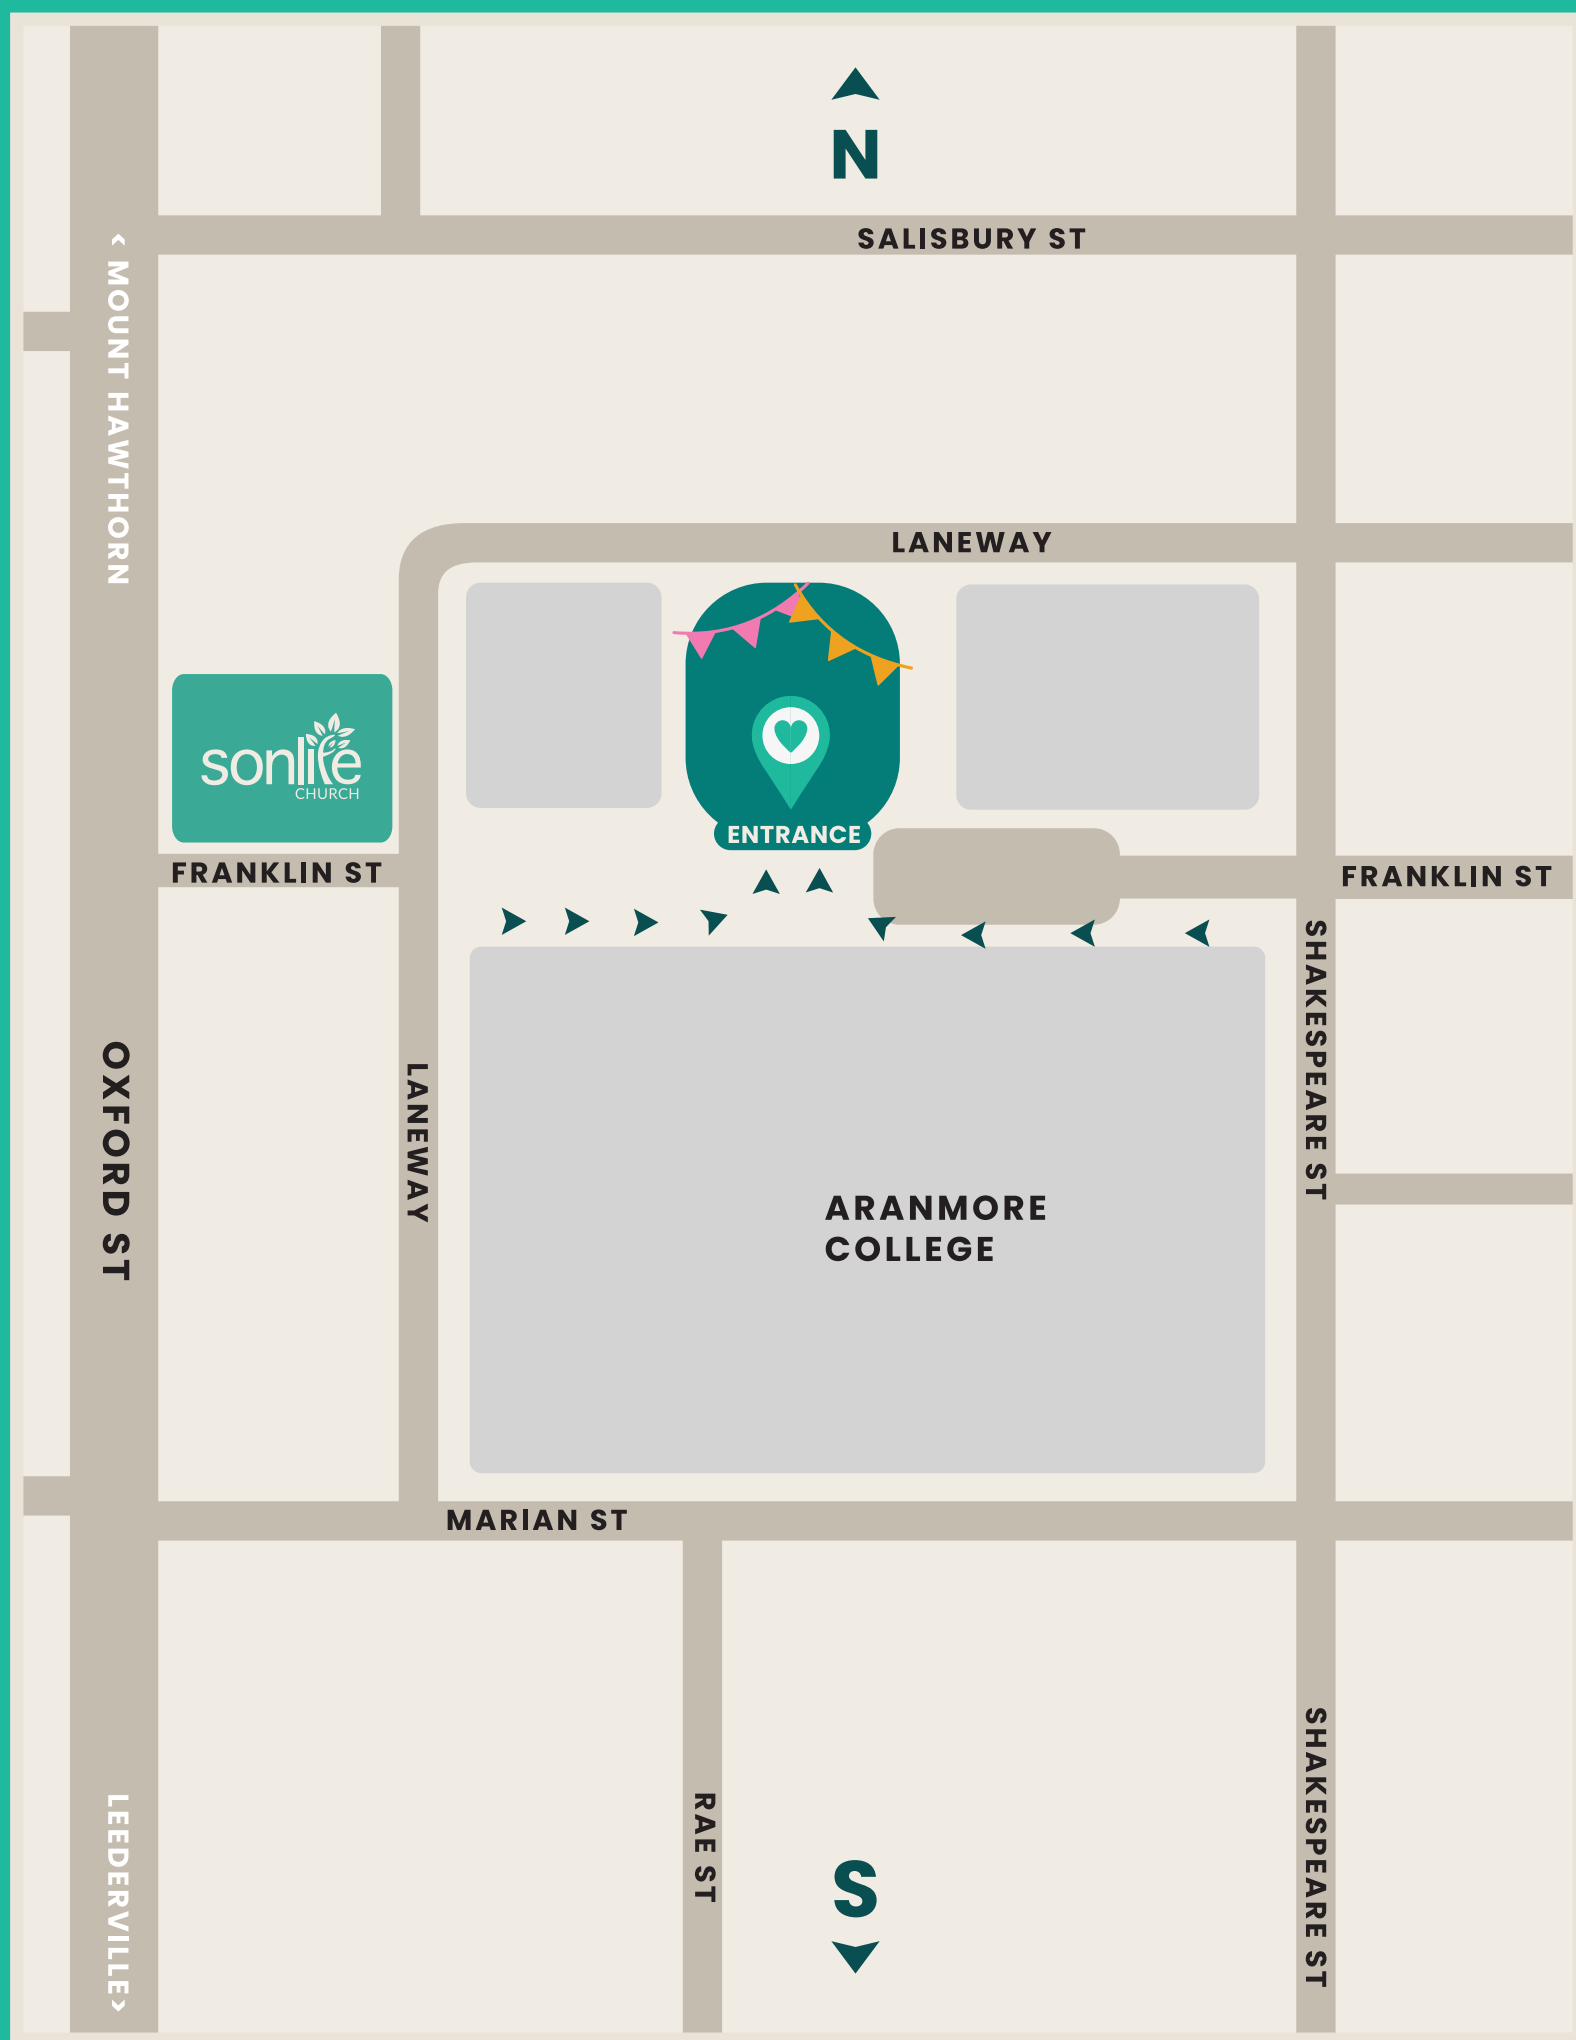 N
SALISBURY ST
‹ MOUNT HAWTHORN
LANEWAY
sonlife
CHURCH
ENTRANCE
FRANKLIN ST
FRANKLIN ST
SHAKESPEARE ST
OXFORD ST
LANEWAY
ARANMORE
COLLEGE
MARIAN ST
SHAKESPEARE ST
RAE ST
LEEDERVILLE›
S